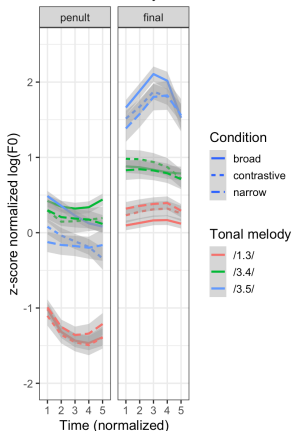 penult final
z-score normalized log(F0)
2
1
0
-1
-2
1 2 3 4 5 1 2 3 4 5
Time (normalized)
Condition
broad
contrastive
narrow
Tonal melody
/1.3/
/3.4/
/3.5/